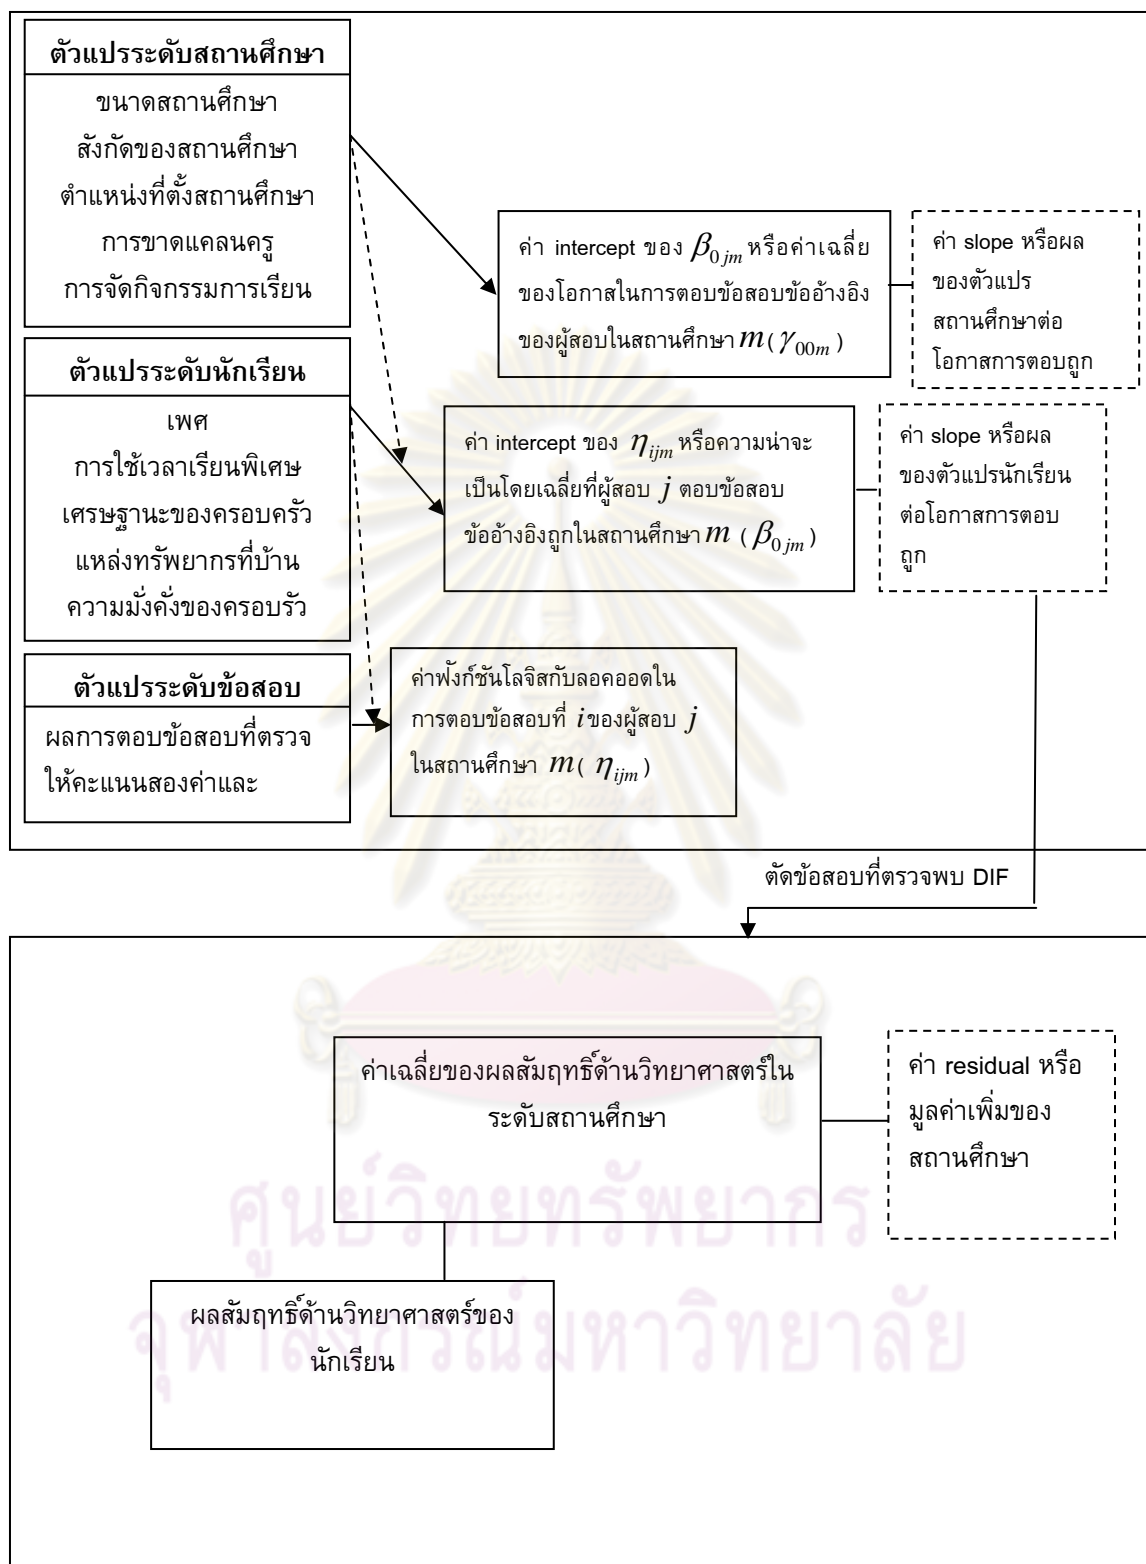 ตัวแปรระดับสถานศึกษา
ขนาดสถานศึกษา
สังกัดของสถานศึกษา
ตำแหน่งที่ตั้งสถานศึกษา
การขาดแคลนครู
การจัดกิจกรรมการเรียน
ค่า intercept ของ β0jm หรือค่าเฉลี่ย
ของโอกาสในการตอบข้อสอบข้ออ้างอิง
ของผู้สอบในสถานศึกษา m(γ00m)
ค่า slope หรือผล
ของตัวแปร
สถานศึกษาต่อ
โอกาสการตอบถูก
ตัวแปรระดับนักเรียน
เพศ
การใช้เวลาเรียนพิเศษ
เศรษฐานะของครอบครัว
แหล่งทรัพยากรที่บ้าน
ความมั่งคั่งของครอบรัว
ค่า intercept ของ ηijm หรือความน่าจะ
เป็นโดยเฉลี่ยที่ผู้สอบ j ตอบข้อสอบ
ข้ออ้างอิงถูกในสถานศึกษา m (β0jm)
ค่า slope หรือผล
ของตัวแปรนักเรียน
ต่อโอกาสการตอบ
ถูก
ตัวแปรระดับข้อสอบ
ผลการตอบข้อสอบที่ตรวจ
ให้คะแนนสองค่าและ
ค่าฟังก์ชันโลจิสกับลอคออดใน
การตอบข้อสอบที่ i ของผู้สอบ j
ในสถานศึกษา m( ηijm )
ตัดข้อสอบที่ตรวจพบ DIF
ค่าเฉลี่ยของผลสัมฤทธิ์ด้านวิทยาศาสตร์ใน
ระดับสถานศึกษา
ค่า residual หรือ
มูลค่าเพิ่มของ
สถานศึกษา
ผลสัมฤทธิ์ด้านวิทยาศาสตร์ของ
นักเรียน
ศูนย์วิทยทรัพยากร
จุฬาลงกรณ์มหาวิทยาลัย